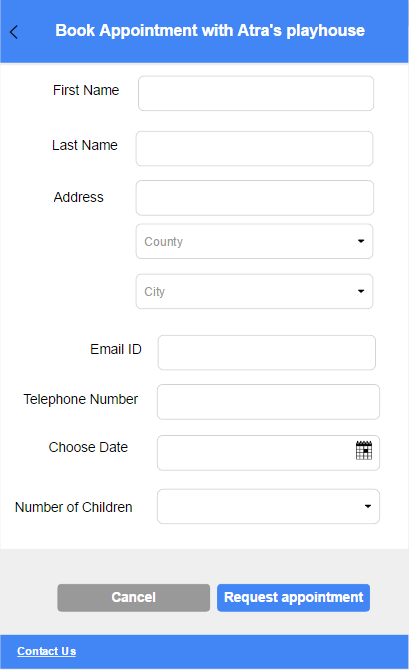 Book Appointment with Atra's playhouse
First Name
Last Name
Address
County
City
Email ID
Telephone Number
Choose Date
Number of Children
Cancel Request appointment
Contact Us